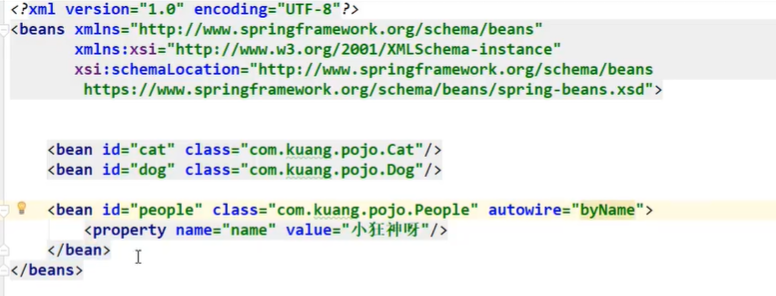 <?xml version="1.0" encoding="UTF-8"?>
<beans xmlns="http://www.springframework.org/schema/beans"
xmlns:xsi="http://www.w3.org/2001/XMLSchema-instance"
xsi:schemaLocation="http://www.springframework.org/schema/beans
https://www.springframework.org/schema/beans/spring-beans.xsd">
<bean id="cat" class="com.kuang.pojo.Cat"/>
<bean id="dog" class="com.kuang.pojo.Dog"/>
<bean id="people" class="com.kuang.pojo.People" autowire="byName">
<property name="name" value="小狂神呀"/>
</bean>
</beans>